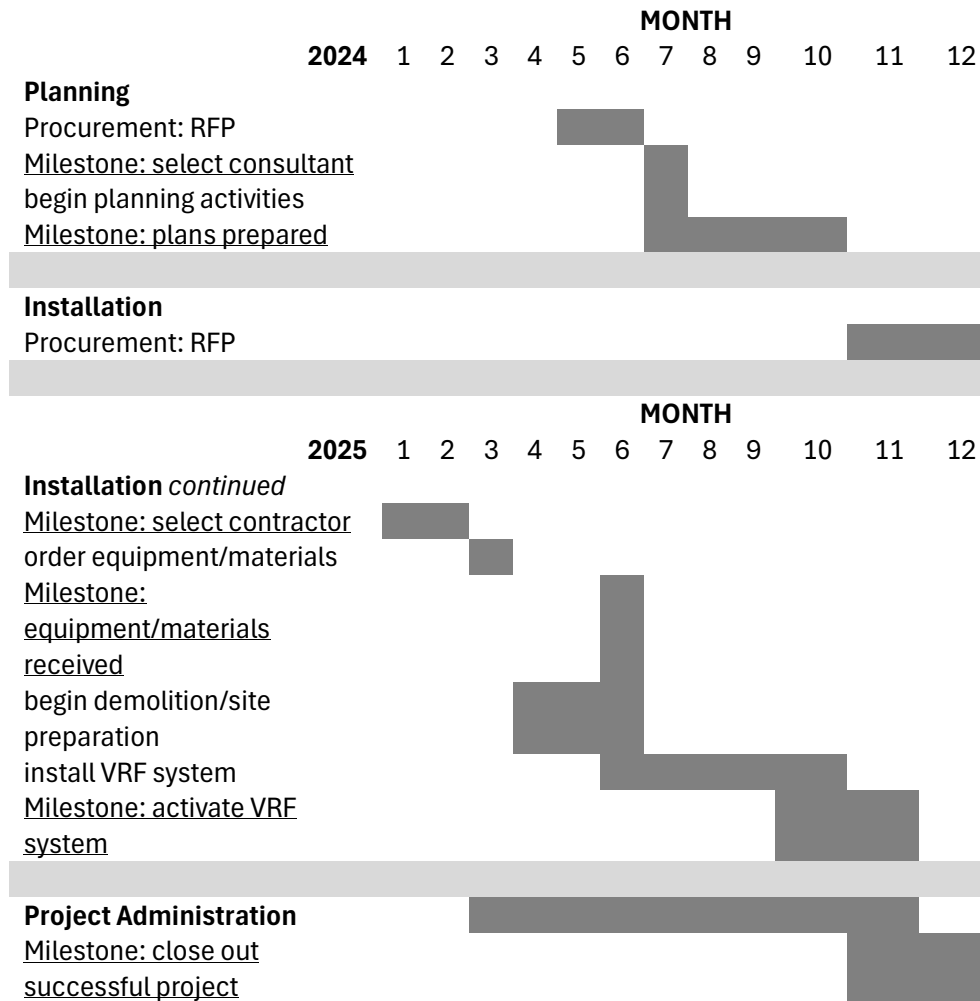 MONTH
2024 1 2 3 4 5 6 7 8 9 10 11 12
Planning
Procurement: RFP
Milestone: select consultant
begin planning activities
Milestone: plans prepared
Installation
Procurement: RFP
MONTH
2025 1 2 3 4 5 6 7 8 9 10 11 12
Installation continued
Milestone: select contractor
order equipment/materials
Milestone:
equipment/materials
received
begin demolition/site
preparation
install VRF system
Milestone: activate VRF
system
Project Administration
Milestone: close out
successful project